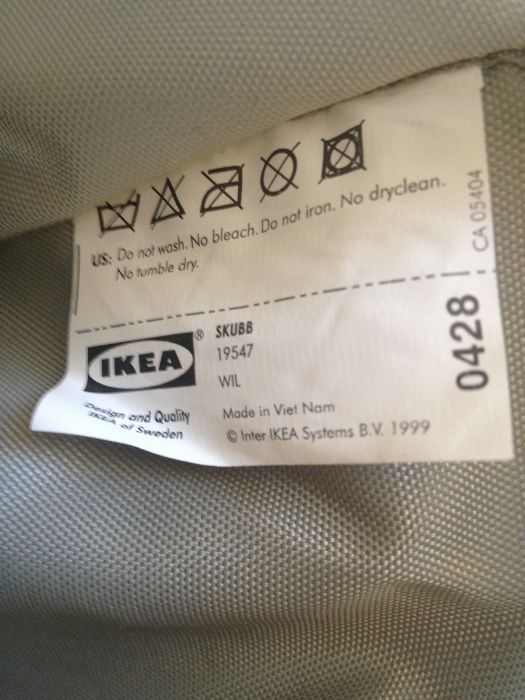 US: Do not wash. No bleach. Do not iron. No dryclean.
No tumble dry.
CA 05404
IKEA®
Design and Quality
IKEA of Sweden
SKUBB
19547
WIL
Made in Viet Nam
© Inter IKEA Systems B.V. 1999
0428